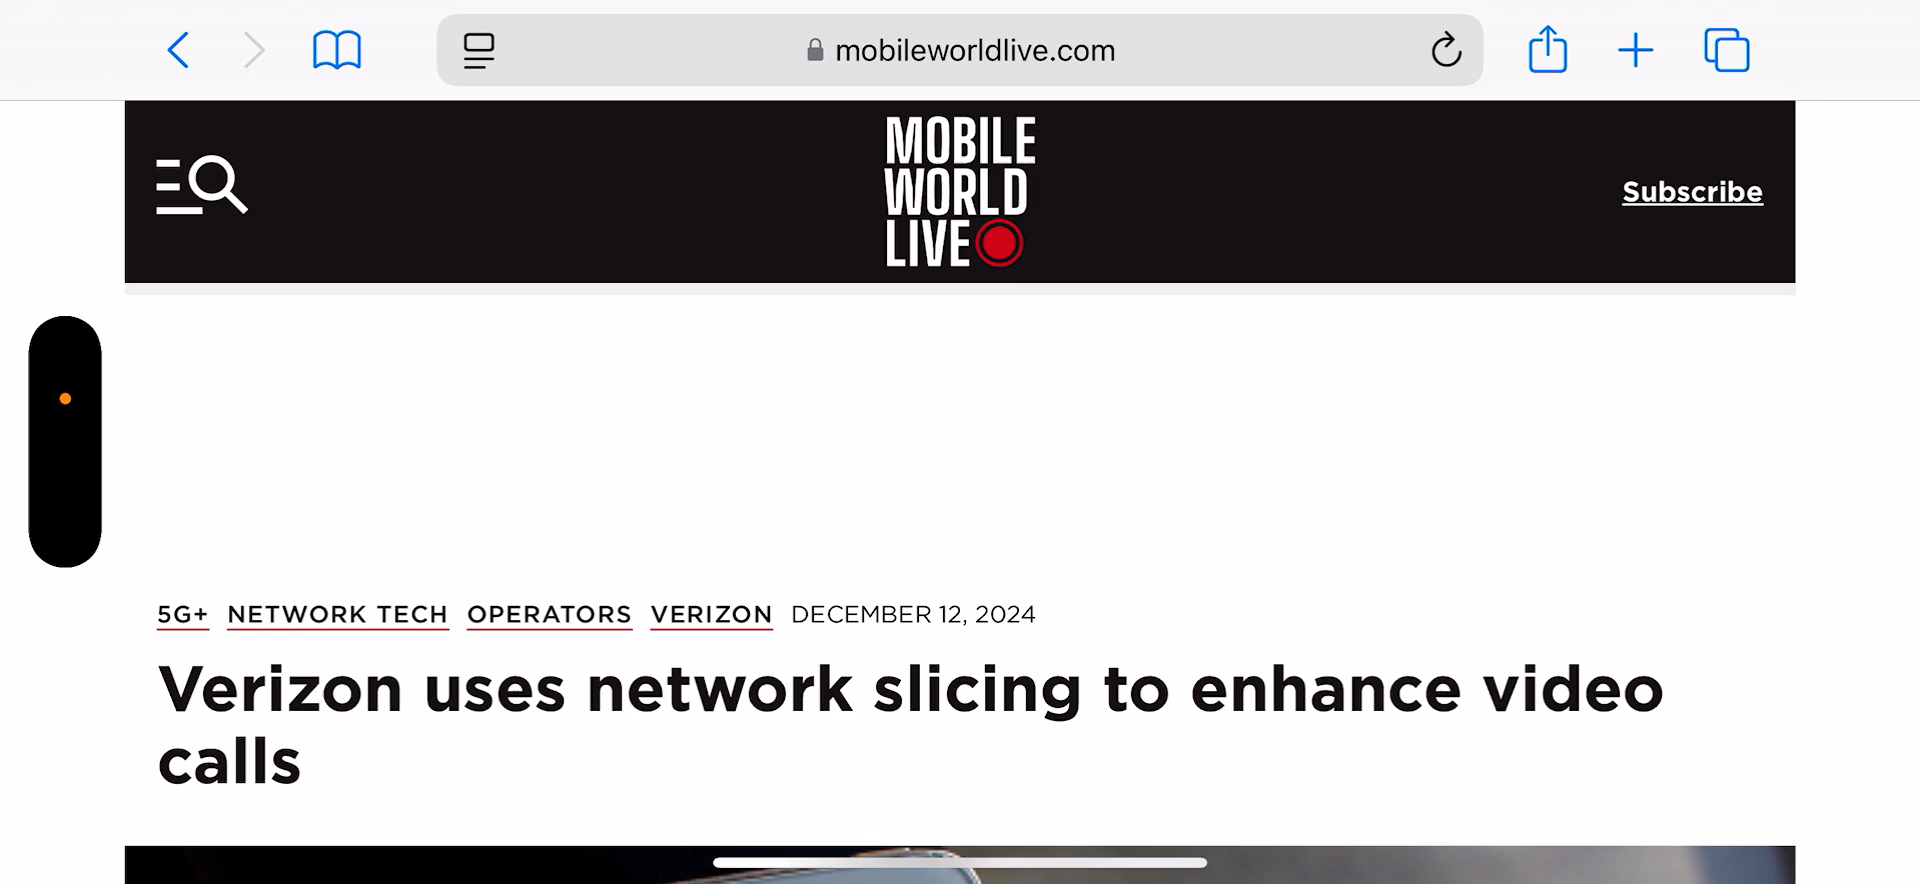 mobileworldlive.com
MOBILE
WORLD
LIVE
Subscribe
5G+ NETWORK TECH OPERATORS VERIZON DECEMBER 12, 2024
Verizon uses network slicing to enhance video
calls